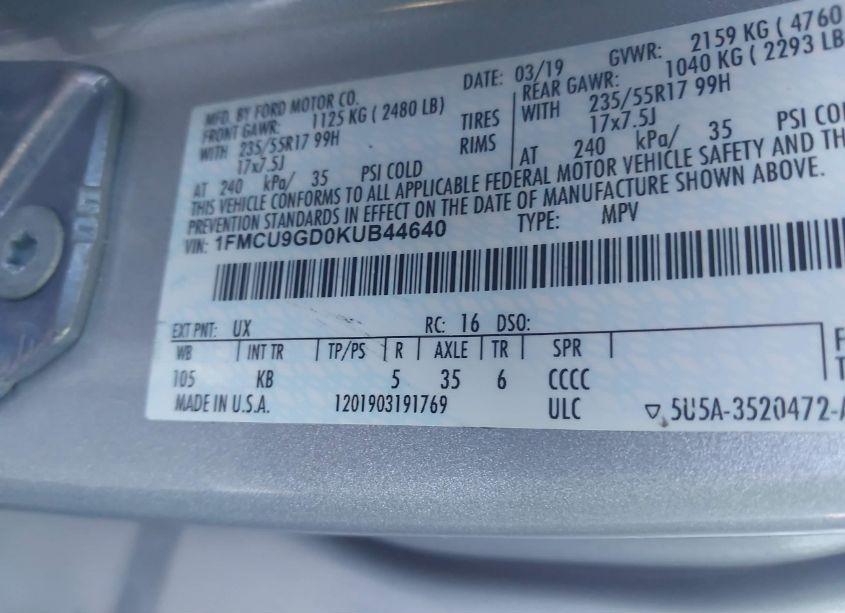 MFD. BY FORD MOTOR CO.
DATE: 03/19 GVWR: 2159 KG ( 4760
FRONT GAWR: 1125 KG ( 2480 LB) REAR GAWR: 1040 KG ( 2293 LB
WITH 235/55R17 99H TIRES WITH 235/55R17 99H
17x7.5J RIMS 17x7.5J
AT 240 kPa/ 35 PSI COLD AT 240 kPa/ 35 PSI COL
THIS VEHICLE CONFORMS TO ALL APPLICABLE FEDERAL MOTOR VEHICLE SAFETY AND TH
PREVENTION STANDARDS IN EFFECT ON THE DATE OF MANUFACTURE SHOWN ABOVE.
VIN: 1FMCU9GD0KUB44640 TYPE: MPV
EXT PNT: UX RC: 16 DSO:
WB INT TR TP/PS R AXLE TR SPR
105 KB 5 35 6 CCCC
MADE IN U.S.A. 1201903191769 ULC 5U5A-3520472-A